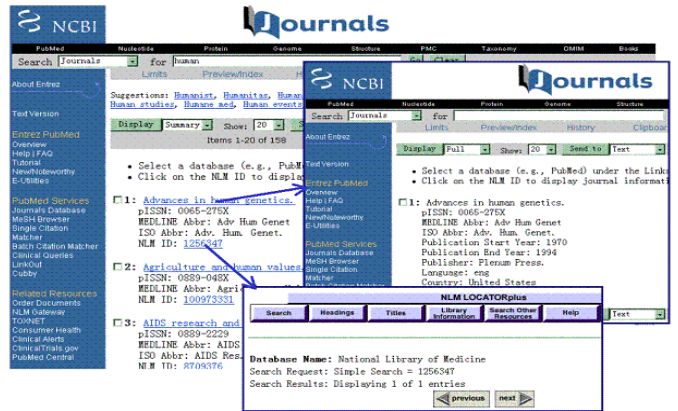 NCBI
Journals
PubMed Nucleotide Protein Genome Structure PMC Taxonomy OMIM Books
Search Journals for human Go Clear
Limits Preview/Index H
About Entrez
Text Version
Entrez PubMed
Overview
Help | FAQ
Tutorial
New/Noteworthy
E-Utilities
PubMed Services
Journals Database
MeSH Browser
Single Citation
Matcher
Batch Citation Matcher
Clinical Queries
LinkOut
Cubby
Related Resources
Order Documents
NLM Gateway
TOXNET
Consumer Health
Clinical Alerts
ClinicalTrials.gov
PubMed Central
Suggestions: Humanist, Humanitas, Human
Human studies, Humane med, Human events
Display Summary Show: 20 S
Items 1-20 of 158
• Select a database (e.g., PubM
• Click on the NLM ID to displa
1: Advances in human genetics.
pISSN: 0065-275X
MEDLINE Abbr: Adv Hum Genet
ISO Abbr: Adv. Hum. Genet.
NLM ID: 1256347
2: Agriculture and human values
pISSN: 0889-048X
MEDLINE Abbr: Agri
NLM ID: 100973331
3: AIDS research and
pISSN: 0889-2229
MEDLINE Abbr: AIDS
ISO Abbr: AIDS Res.
NLM ID: 8709376
NCBI
Journals
PubMed Nucleotide Protein Genome Structure
Search Journals for
Limits Preview/Index History Clipboar
About Entrez
Text Version
Entrez PubMed
Overview
Help | FAQ
Tutorial
New/Noteworthy
E-Utilities
PubMed Services
Journals Database
MeSH Browser
Single Citation
Matcher
Display Full Show: 20 Send to Text
• Select a database (e.g., PubMed) under the Links
• Click on the NLM ID to display journal informati
1: Advances in human genetics.
pISSN: 0065-275X
MEDLINE Abbr: Adv Hum Genet
ISO Abbr: Adv. Hum. Genet.
Publication Start Year: 1970
Publication End Year: 1994
Publisher: Plenum Press.
Language: eng
Country: United States
Text
NLM LOCATORplus
Search Headings Titles Library Information Search Other Resources Help
Database Name: National Library of Medicine
Search Request: Simple Search = 1256347
Search Results: Displaying 1 of 1 entries
previous next